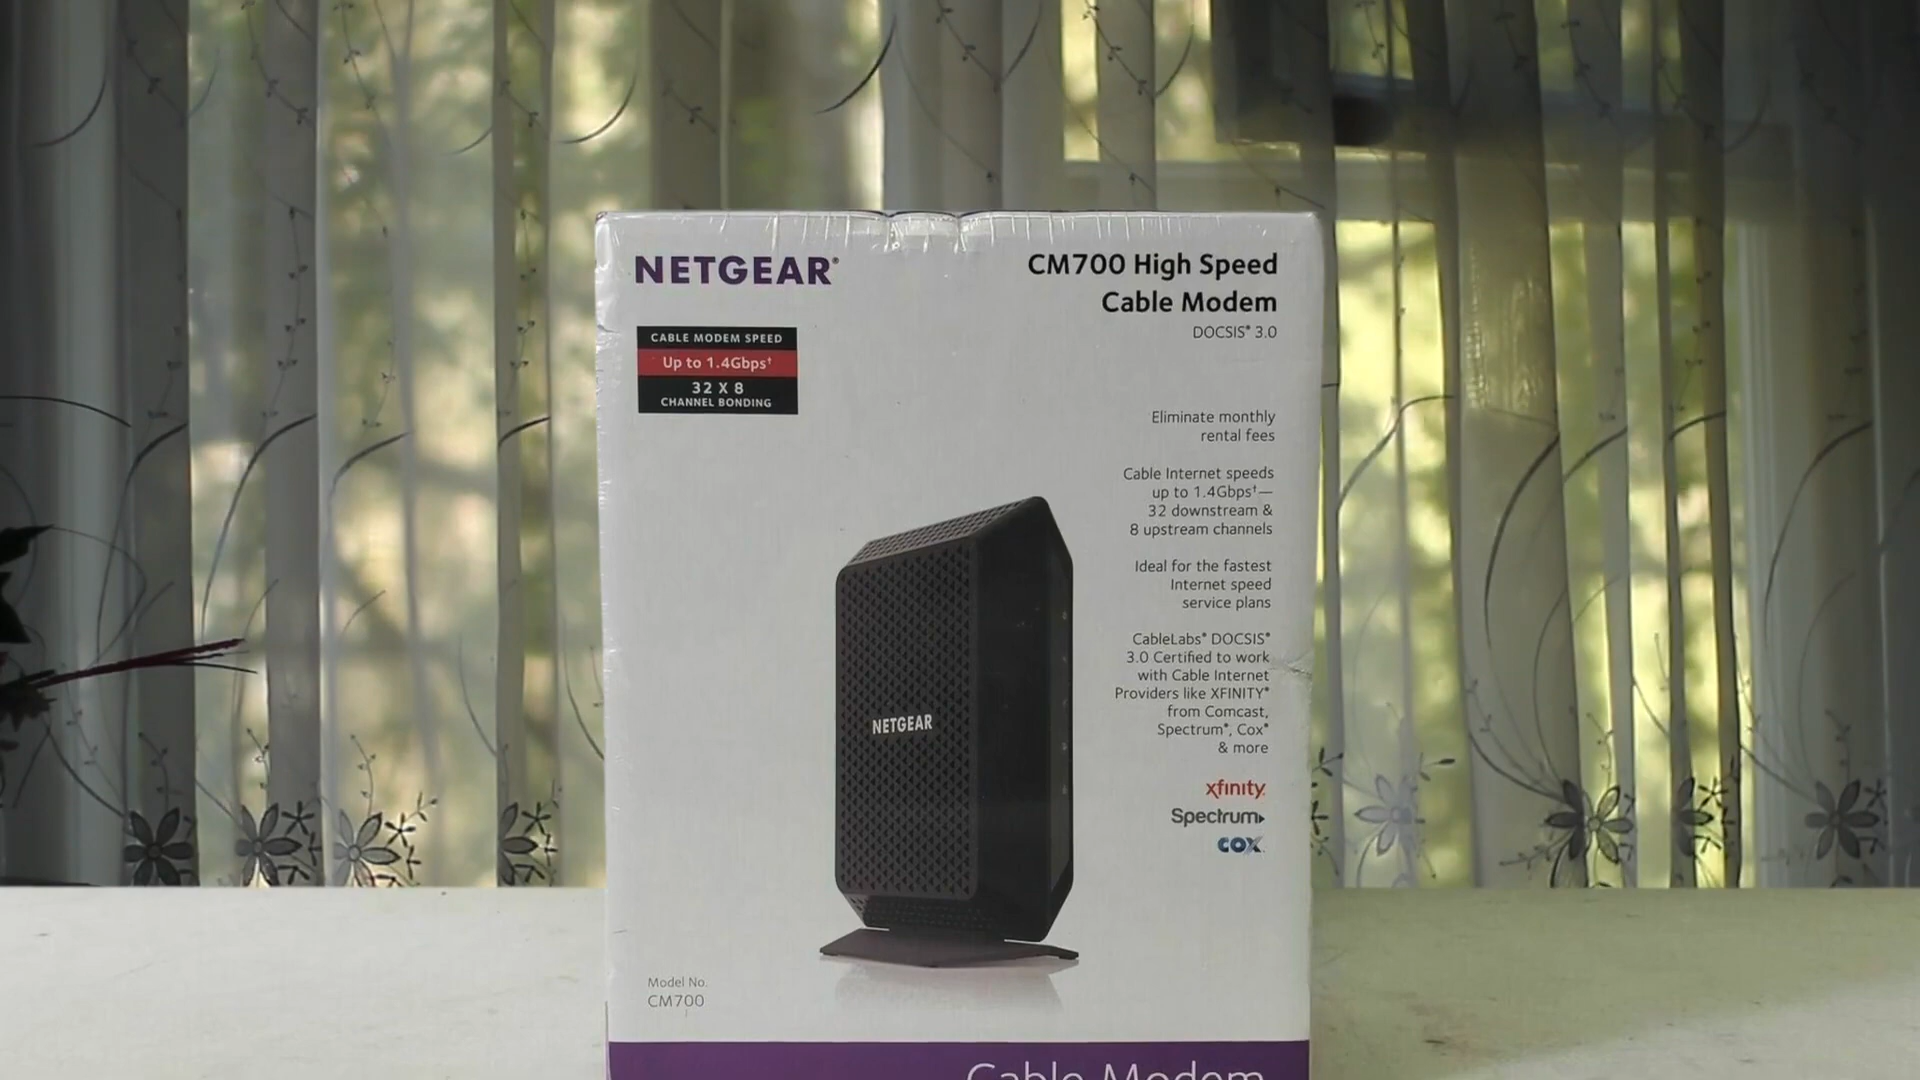 NETGEAR®
CM700 High Speed
Cable Modem
DOCSIS® 3.0
CABLE MODEM SPEED
Up to 1.4Gbps†
32 X 8
CHANNEL BONDING
Eliminate monthly
rental fees
Cable Internet speeds
up to 1.4Gbps†—
32 downstream &
8 upstream channels
Ideal for the fastest
Internet speed
service plans
CableLabs® DOCSIS®
3.0 Certified to work
with Cable Internet
Providers like XFINITY®
from Comcast,
Spectrum®, Cox®
& more
NETGEAR
xfinity
Spectrum
COX
Model No.
CM700
Cable Modem